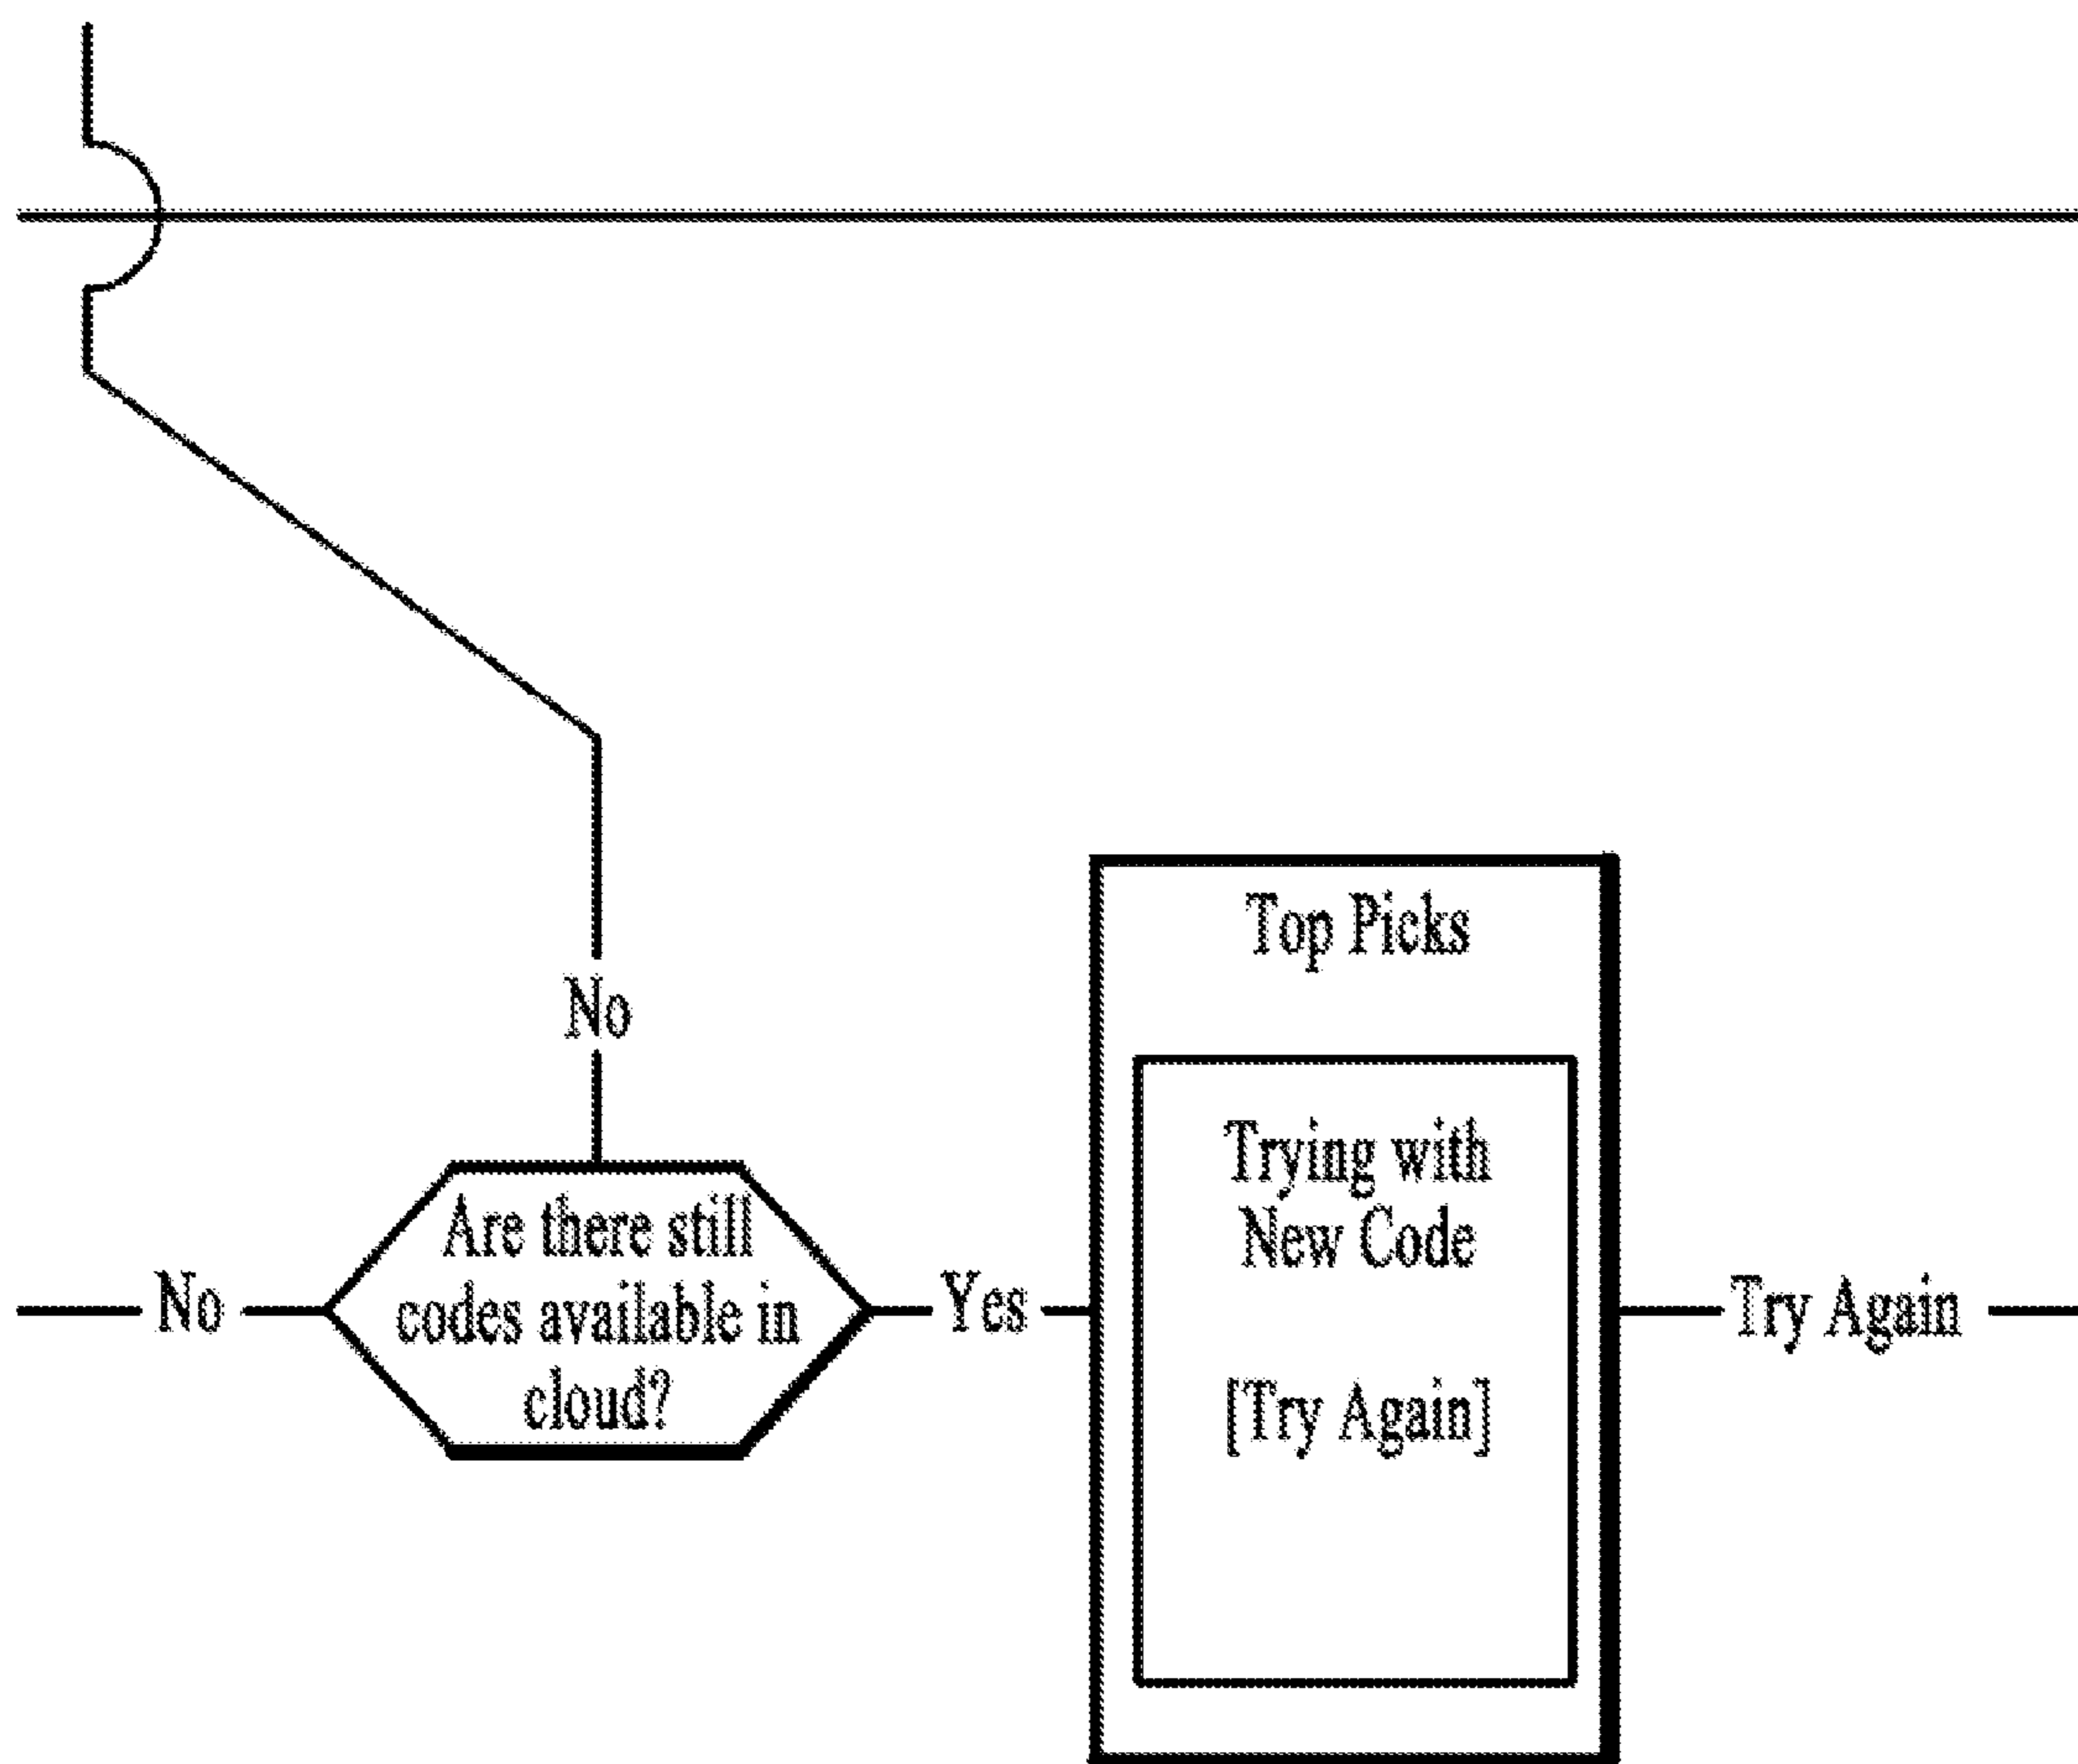 No
Are there still
codes available in
cloud?
No
Yes
Top Picks
Trying with
New Code
[Try Again]
Try Again